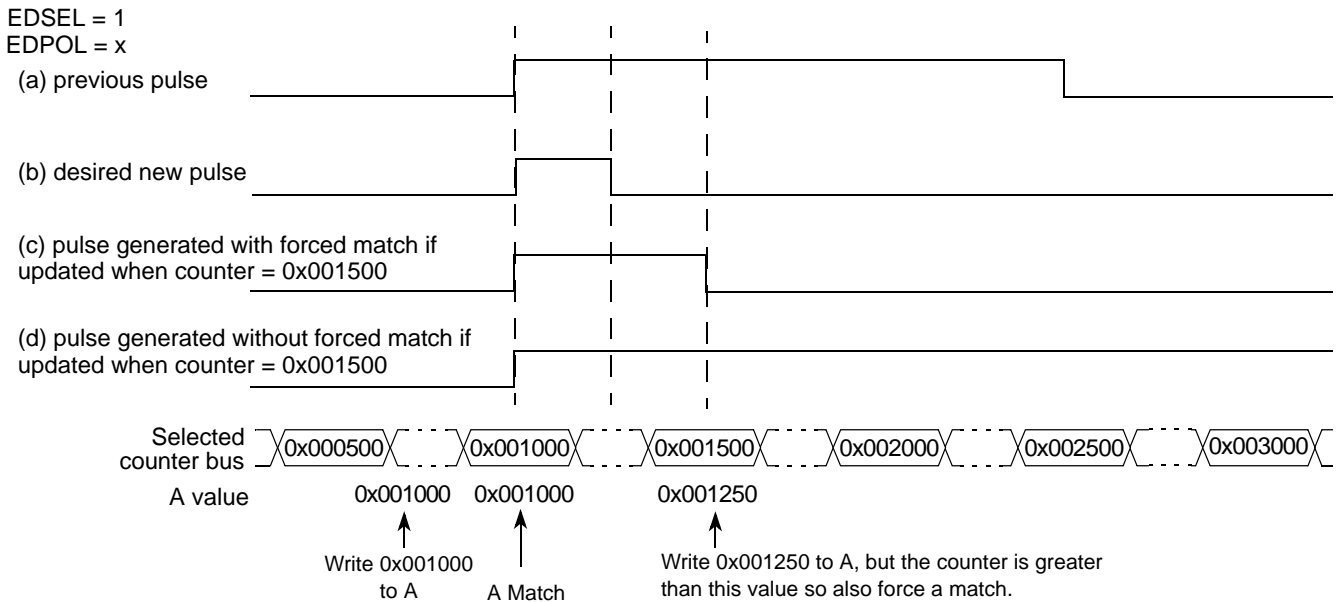 EDSEL = 1
EDPOL = x
(a) previous pulse
(b) desired new pulse
(c) pulse generated with forced match if
updated when counter = 0x001500
(d) pulse generated without forced match if
updated when counter = 0x001500
Selected
counter bus
0x000500 0x001000 0x001500 0x002000 0x002500 0x003000
A value 0x001000 0x001000 0x001250
Write 0x001000
to A
A Match
Write 0x001250 to A, but the counter is greater
than this value so also force a match.